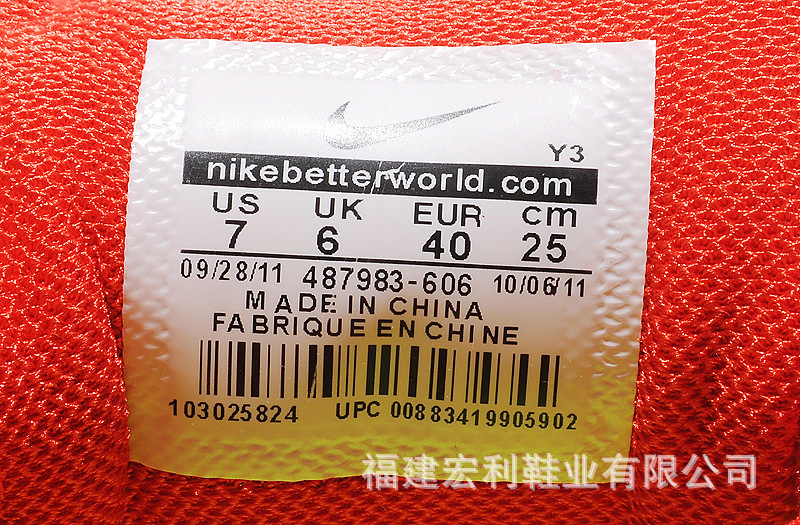 Y3
nikebetterworld.com
US UK EUR cm
7 6 40 25
09/28/11 487983-606 10/06/11
MADE IN CHINA
FABRIQUE EN CHINE
103025824 UPC 00883419905902
福建宏利鞋业有限公司